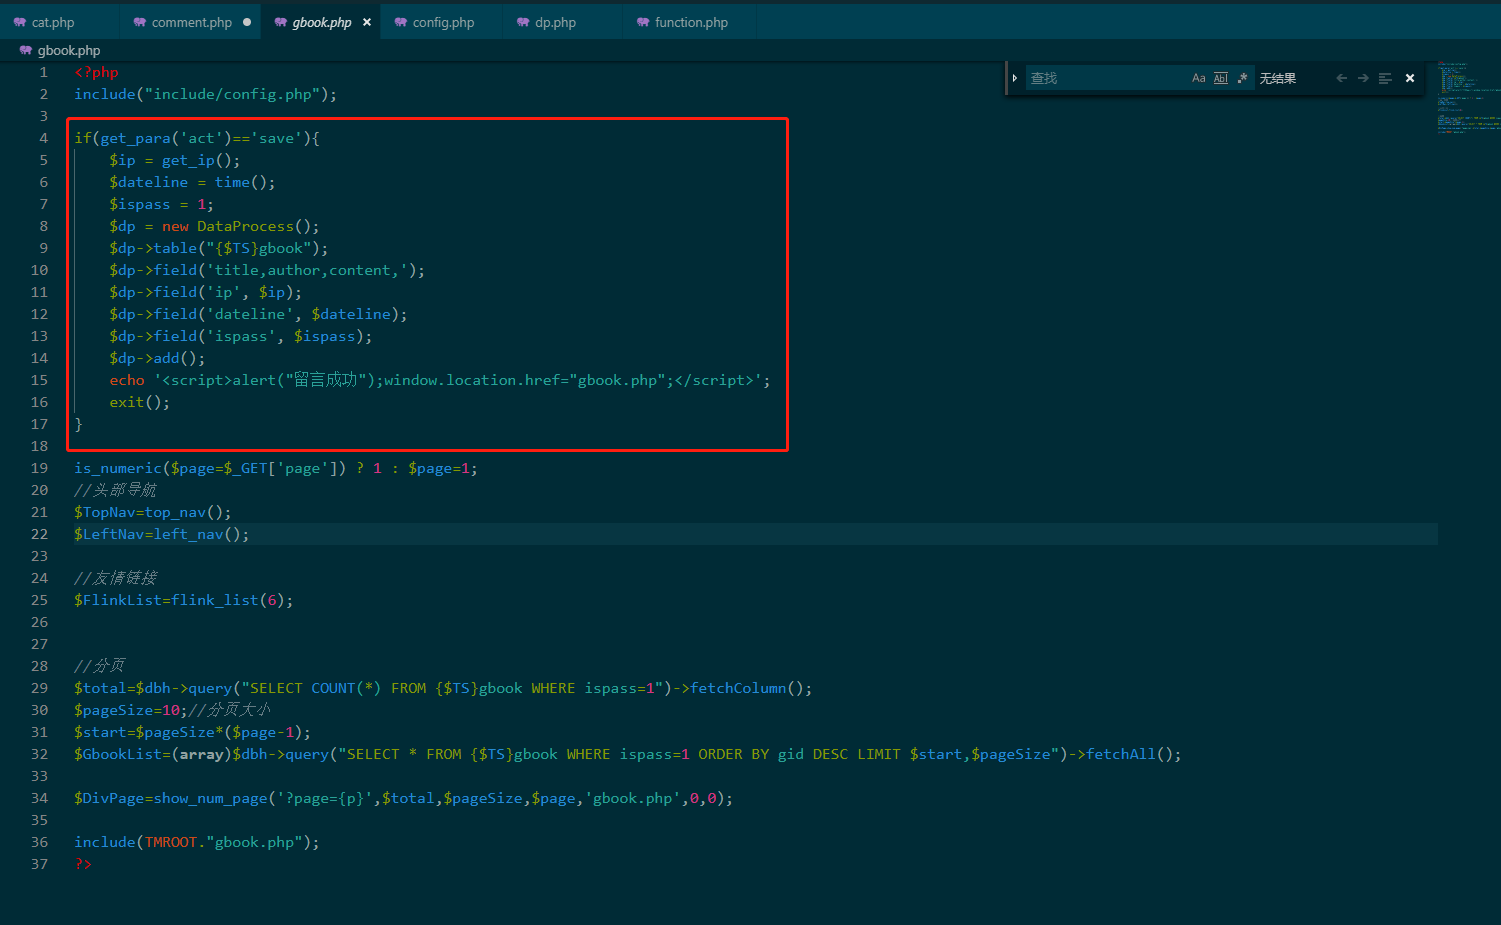 cat.php comment.php gbook.php config.php dp.php function.php
gbook.php
查找 Aa Abl .* 无结果
1 <?php
2 include("include/config.php");
3
4 if(get_para('act')=='save'){
5 $ip = get_ip();
6 $dateline = time();
7 $ispass = 1;
8 $dp = new DataProcess();
9 $dp->table("{$TS}gbook");
10 $dp->field('title,author,content,');
11 $dp->field('ip', $ip);
12 $dp->field('dateline', $dateline);
13 $dp->field('ispass', $ispass);
14 $dp->add();
15 echo '<script>alert("留言成功");window.location.href="gbook.php";</script>';
16 exit();
17 }
18
19 is_numeric($page=$_GET['page']) ? 1 : $page=1;
20 //头部导航
21 $TopNav=top_nav();
22 $LeftNav=left_nav();
23
24 //友情链接
25 $FlinkList=flink_list(6);
26
27
28 //分页
29 $total=$dbh->query("SELECT COUNT(*) FROM {$TS}gbook WHERE ispass=1")->fetchColumn();
30 $pageSize=10;//分页大小
31 $start=$pageSize*($page-1);
32 $GbookList=(array)$dbh->query("SELECT * FROM {$TS}gbook WHERE ispass=1 ORDER BY gid DESC LIMIT $start,$pageSize")->fetchAll();
33
34 $DivPage=show_num_page('?page={p}',$total,$pageSize,$page,'gbook.php',0,0);
35
36 include(TMROOT."gbook.php");
37 ?>